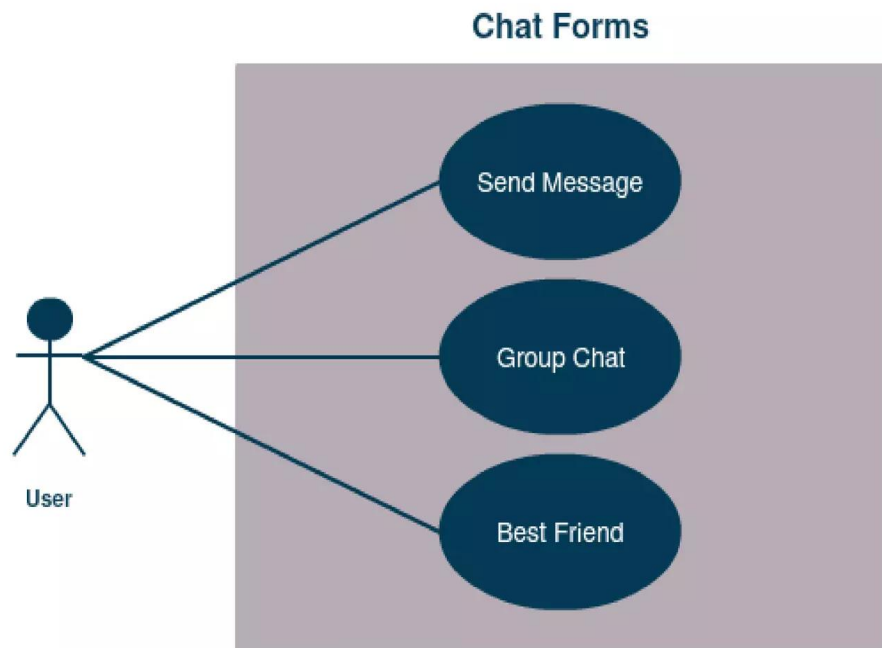 Chat Forms
Send Message
Group Chat
Best Friend
User